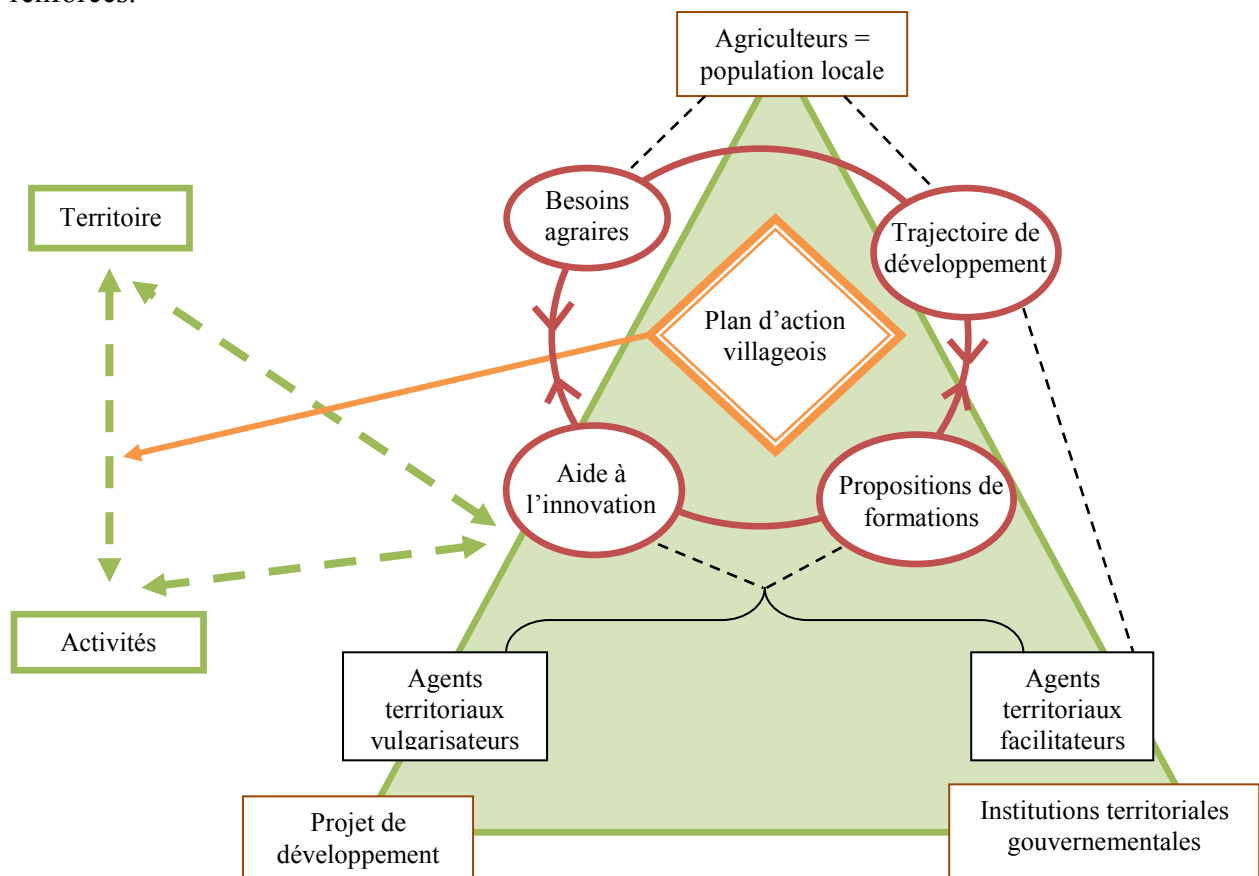 renforcées.
Agriculteurs =
population locale
Besoins
agraires
Territoire
Trajectoire de
développement
Plan d’action
villageois
Aide à
l’innovation
Propositions de
formations
Activités
Agents
territoriaux
vulgarisateurs
Agents
territoriaux
facilitateurs
Projet de
développement
Institutions territoriales
gouvernementales